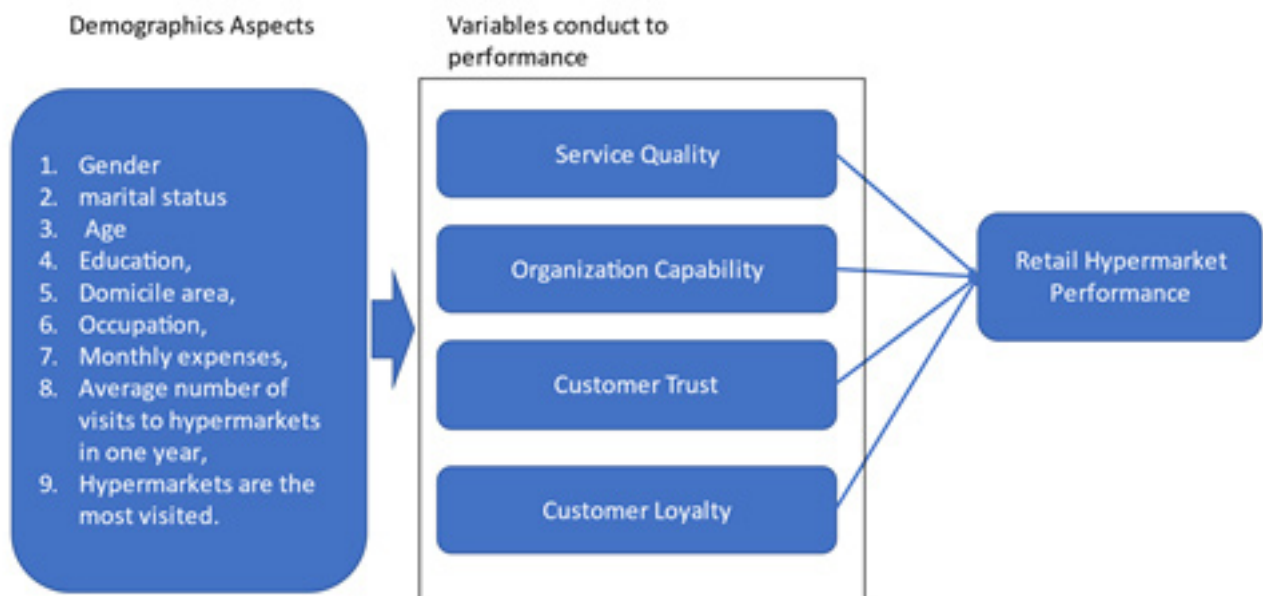 Demographics Aspects
1. Gender
2. marital status
3. Age
4. Education,
5. Domicile area,
6. Occupation,
7. Monthly expenses,
8. Average number of
visits to hypermarkets
in one year,
9. Hypermarkets are the
most visited.
Variables conduct to
performance
Service Quality
Organization Capability
Customer Trust
Customer Loyalty
Retail Hypermarket
Performance